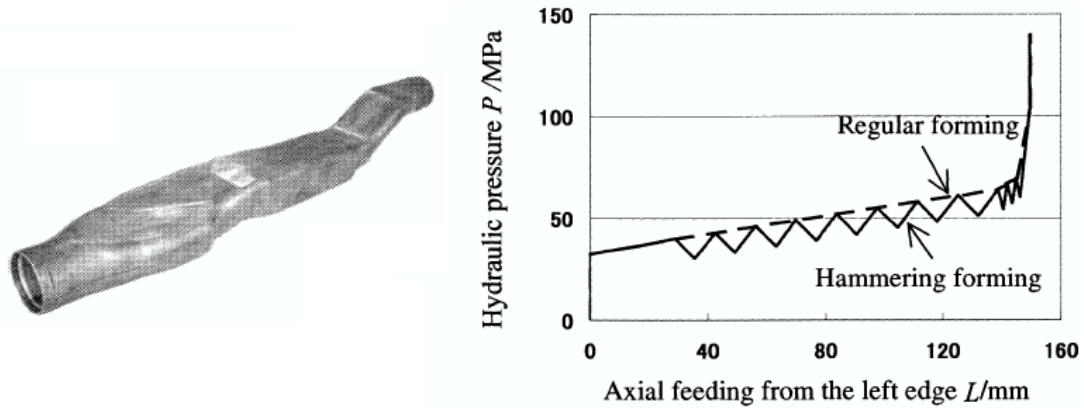 Hydraulic pressure P /MPa
150
100
50
0
Regular forming
Hammering forming
0 40 80 120 160
Axial feeding from the left edge L/mm